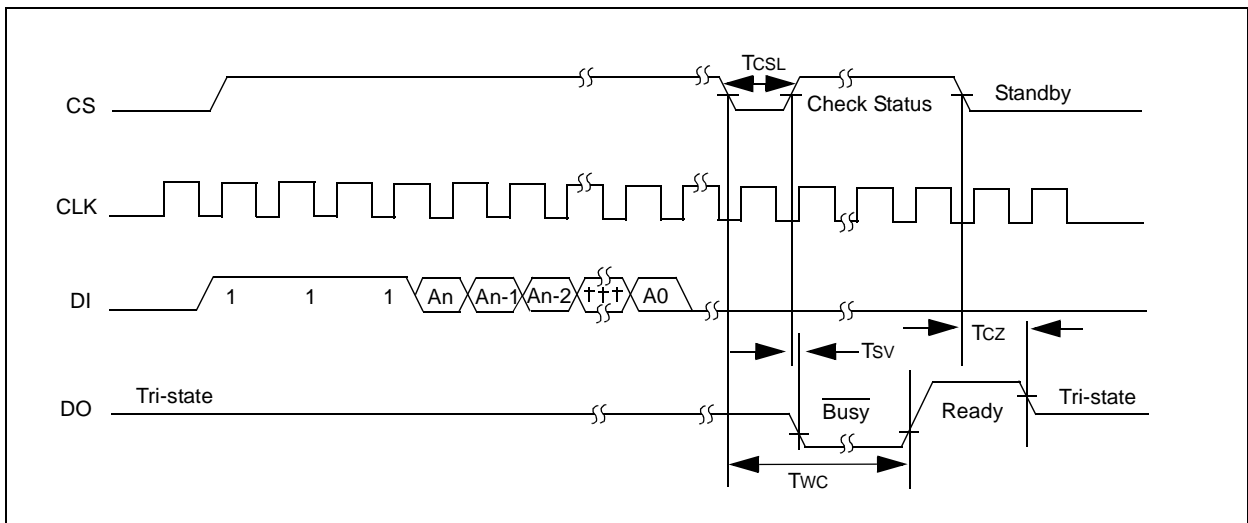 TCSL
CS
Check Status
Standby
CLK
DI
1 1 1 An An-1 An-2 ††† A0
TCZ
TSV
DO
Tri-state
Busy
Ready
Tri-state
TWC